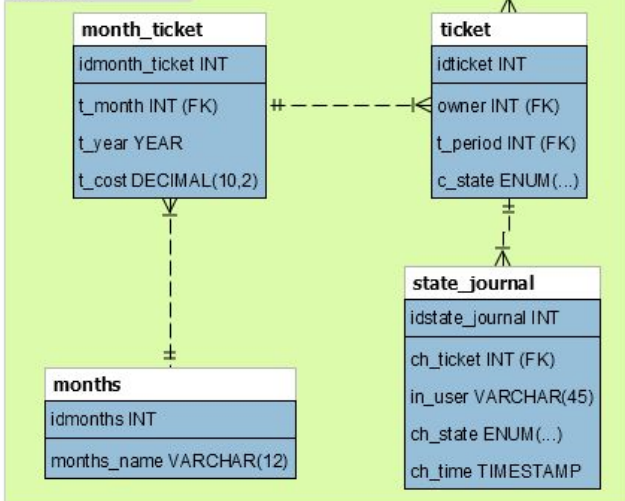 month_ticket
idmonth_ticket INT
t_month INT (FK)
t_year YEAR
t_cost DECIMAL(10,2)
ticket
idticket INT
owner INT (FK)
t_period INT (FK)
c_state ENUM(...)
months
idmonths INT
months_name VARCHAR(12)
state_journal
idstate_journal INT
ch_ticket INT (FK)
in_user VARCHAR(45)
ch_state ENUM(...)
ch_time TIMESTAMP